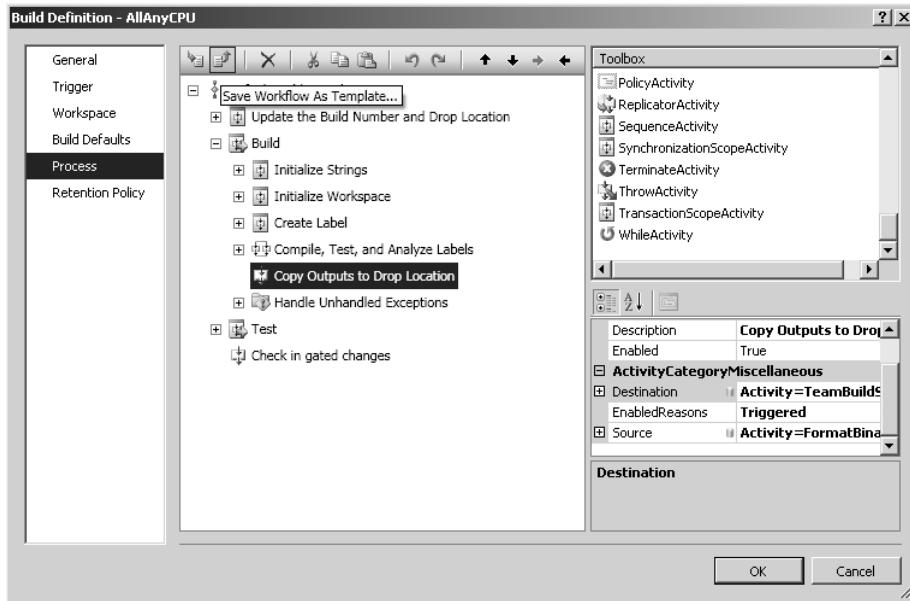 Build Definition - AllAnyCPU
General
Trigger
Workspace
Build Defaults
Process
Retention Policy
Save Workflow As Template...
Update the Build Number and Drop Location
Build
Initialize Strings
Initialize Workspace
Create Label
Compile, Test, and Analyze Labels
Copy Outputs to Drop Location
Handle Unhandled Exceptions
Test
Check in gated changes
Toolbox
PolicyActivity
ReplicatorActivity
SequenceActivity
SynchronizationScopeActivity
TerminateActivity
ThrowActivity
TransactionScopeActivity
WhileActivity
Description Copy Outputs to Drop
Enabled True
ActivityCategoryMiscellaneous
Destination Activity=TeamBuildS
EnabledReasons Triggered
Source Activity=FormatBina
Destination
OK Cancel